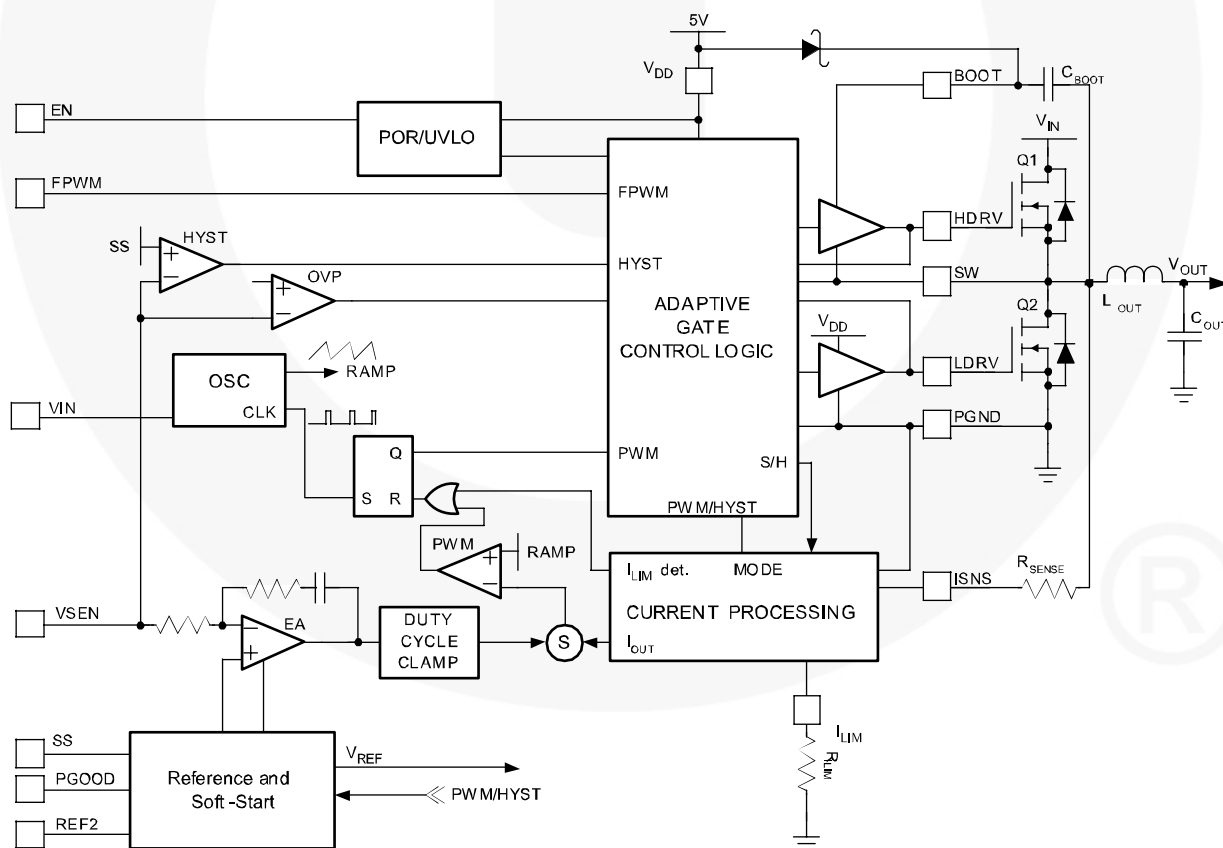 5V
VDD
BOOT
CBOOT
EN
POR/UVLO
VIN
Q1
FPWM
FPWM
HDRV
SS
HYST
HYST
OVP
SW
VOUT
LOUT
ADAPTIVE
GATE
CONTROL LOGIC
VDD
Q2
COUT
RAMP
OSC
LDRV
VIN
CLK
PGND
Q
PWM
S/H
S
R
PWM/HYST
PWM
RAMP
ILIM det.
MODE
ISNS
RSENSE
CURRENT PROCESSING
VSEN
EA
DUTY
CYCLE
CLAMP
S
IOUT
ILIM
RLIM
SS
VREF
PGOOD
Reference and
Soft-Start
PWM/HYST
REF2
®